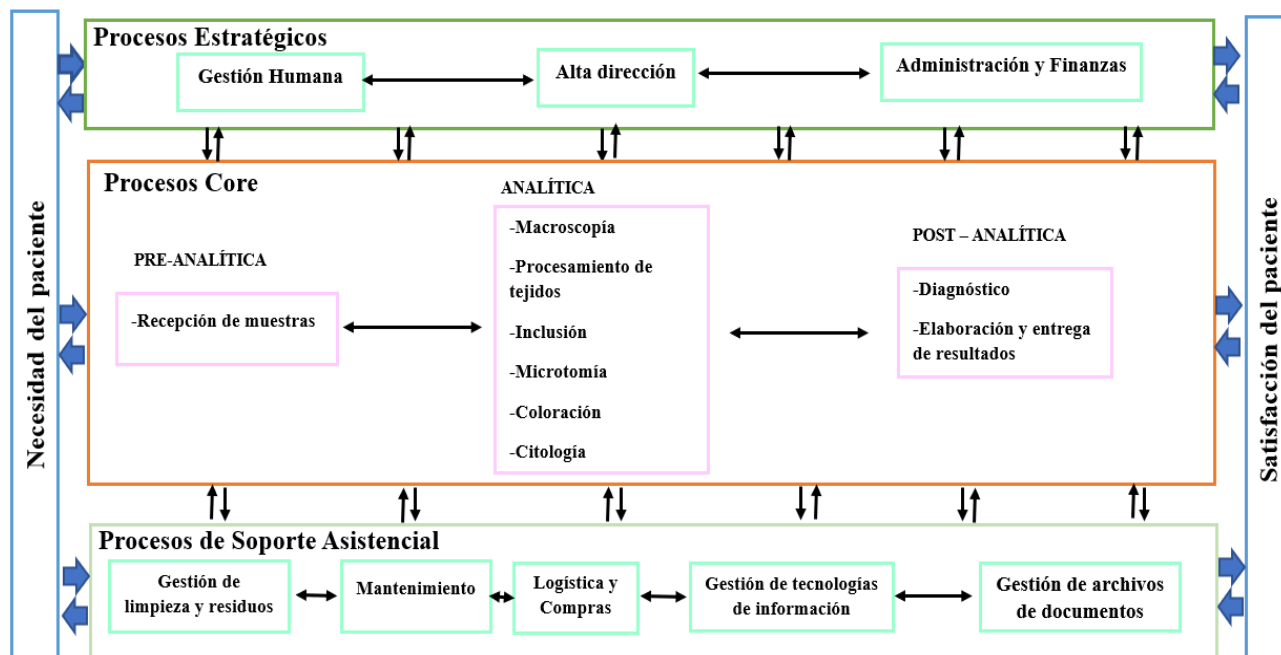 Necesidad del paciente
Procesos Estratégicos
Gestión Humana
Alta dirección
Administración y Finanzas
Procesos Core
PRE-ANALÍTICA
-Recepción de muestras
ANALÍTICA
-Macroscopía
-Procesamiento de
tejidos
-Inclusión
-Microtomía
-Coloración
-Citología
POST – ANALÍTICA
-Diagnóstico
-Elaboración y entrega
de resultados
Procesos de Soporte Asistencial
Gestión de
limpieza y residuos
Mantenimiento
Logística y
Compras
Gestión de tecnologías
de información
Gestión de archivos
de documentos
Satisfacción del paciente